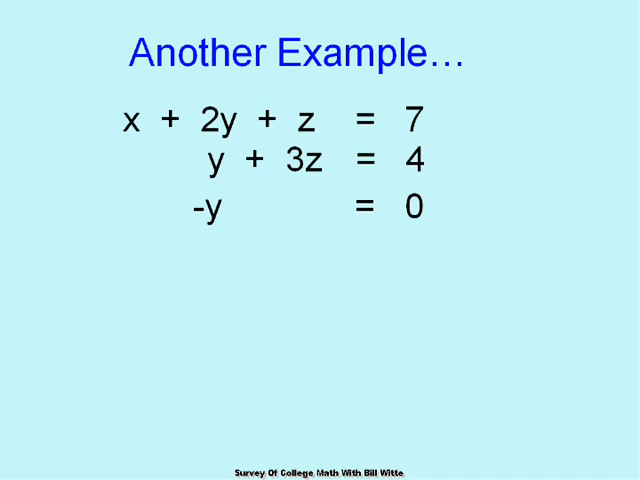 Another Example…
x + 2y + z = 7
y + 3z = 4
-y = 0
Survey Of College Math With Bill Witte